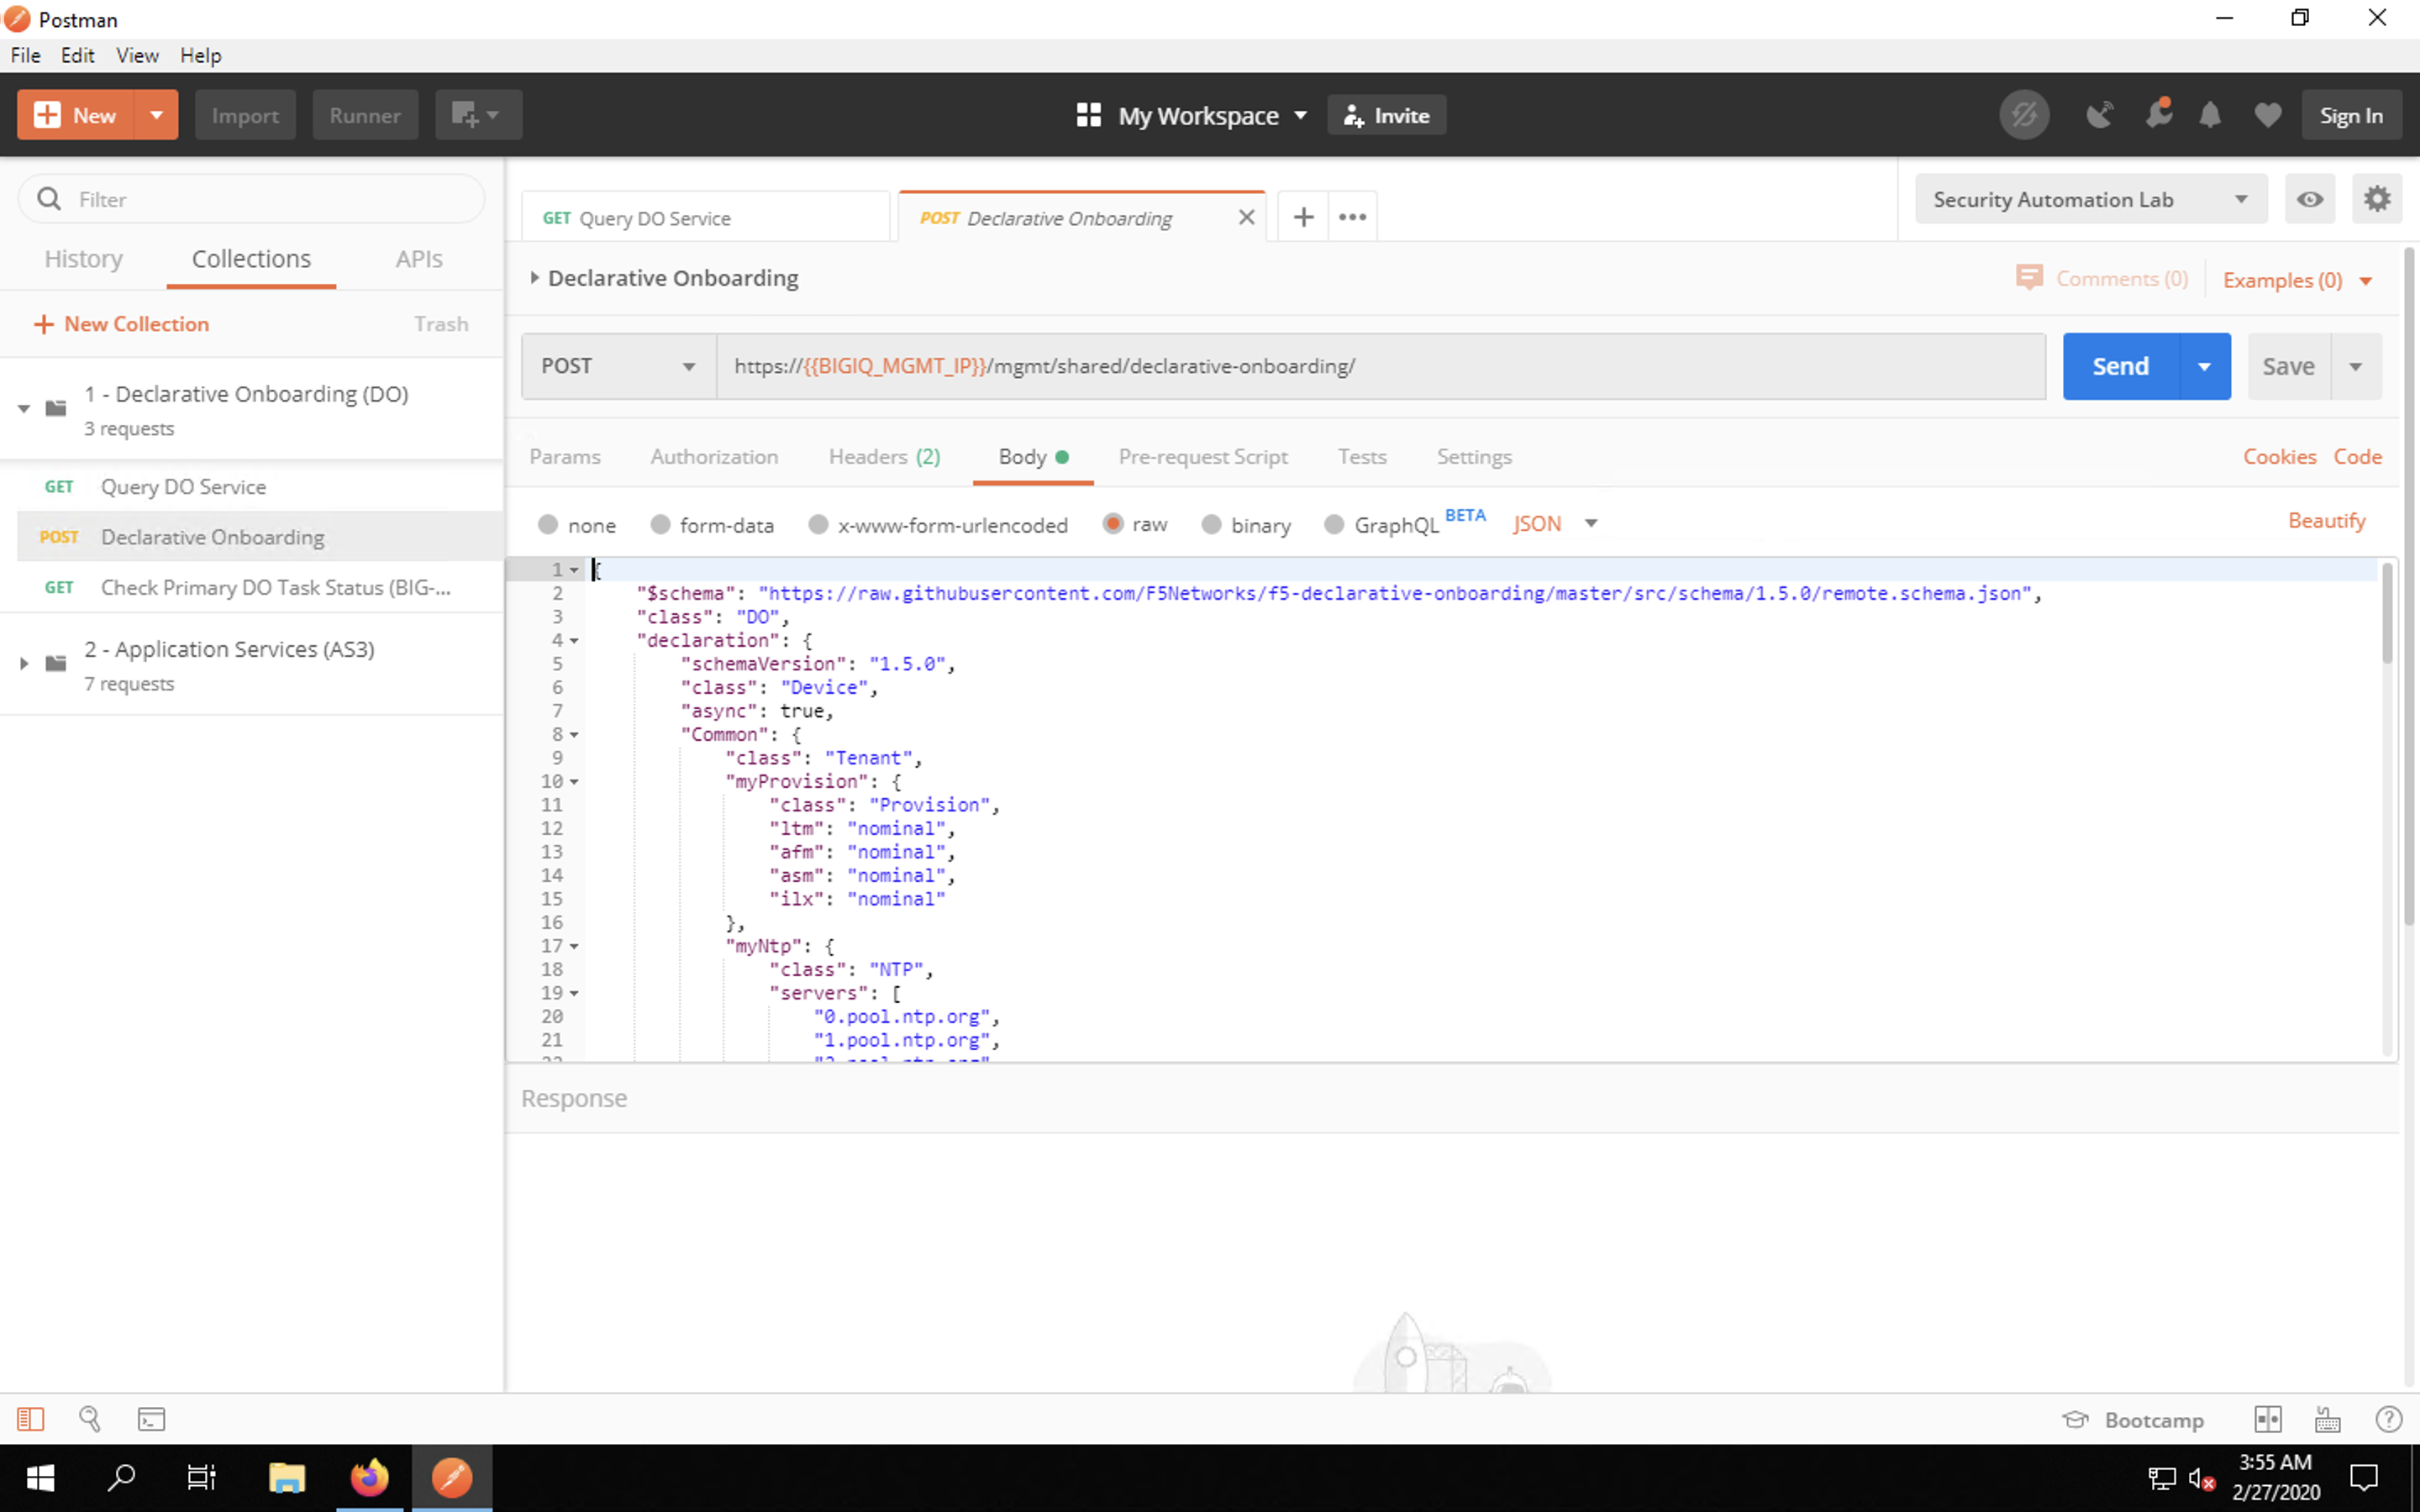 Postman
File Edit View Help
New Import Runner My Workspace Invite Sign In
Filter
History Collections APIs
New Collection Trash
1 - Declarative Onboarding (DO)
3 requests
GET Query DO Service
POST Declarative Onboarding
GET Check Primary DO Task Status (BIG-...
2 - Application Services (AS3)
7 requests
GET Query DO Service POST Declarative Onboarding Security Automation Lab
Declarative Onboarding Comments (0) Examples (0)
POST https://{{BIGIQ_MGMT_IP}}/mgmt/shared/declarative-onboarding/ Send Save
Params Authorization Headers (2) Body Pre-request Script Tests Settings Cookies Code
none form-data x-www-form-urlencoded raw binary GraphQL BETA JSON Beautify
1 {
2 "$schema": "https://raw.githubusercontent.com/F5Networks/f5-declarative-onboarding/master/src/schema/1.5.0/remote.schema.json",
3 "class": "DO",
4 "declaration": {
5 "schemaVersion": "1.5.0",
6 "class": "Device",
7 "async": true,
8 "Common": {
9 "class": "Tenant",
10 "myProvision": {
11 "class": "Provision",
12 "ltm": "nominal",
13 "afm": "nominal",
14 "asm": "nominal",
15 "ilx": "nominal"
16 },
17 "myNtp": {
18 "class": "NTP",
19 "servers": [
20 "0.pool.ntp.org",
21 "1.pool.ntp.org",
Response
Bootcamp
3:55 AM
2/27/2020